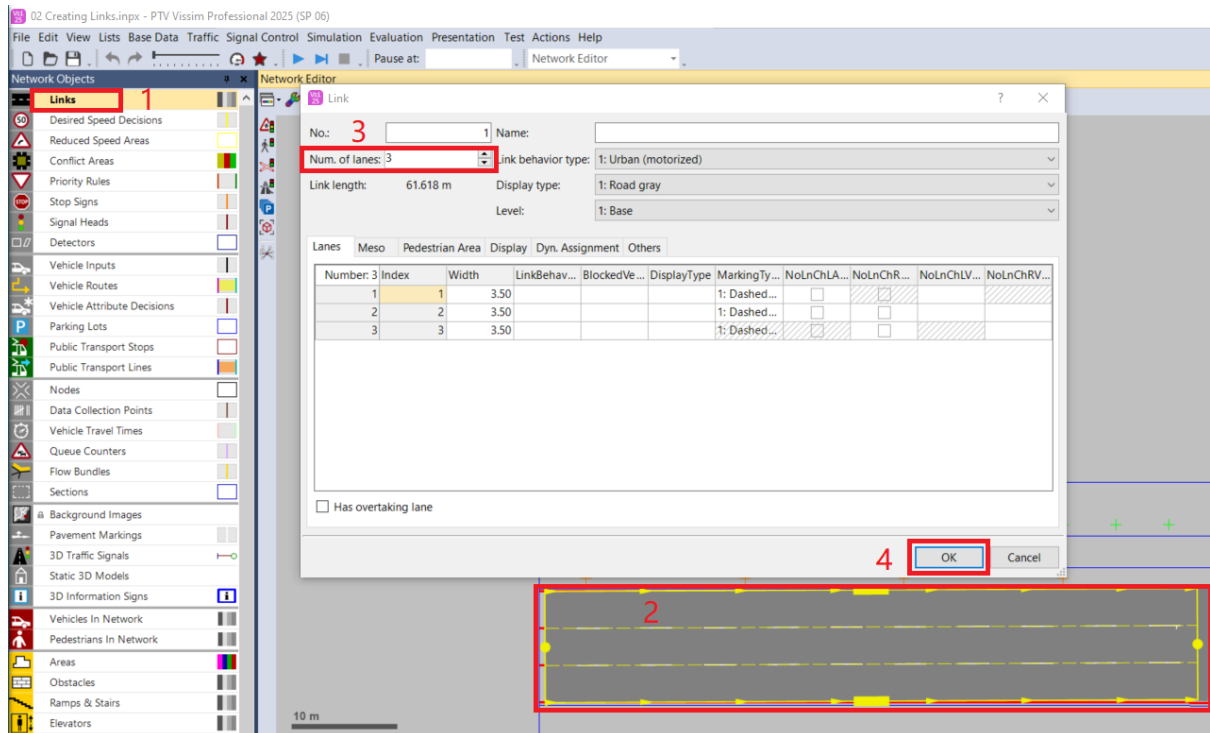 02 Creating Links.inpx - PTV Vissim Professional 2025 (SP 06)
File Edit View Lists Base Data Traffic Signal Control Simulation Evaluation Presentation Test Actions Help
Pause at: Network Editor
Network Objects
Network Editor
Links 1
Desired Speed Decisions
Reduced Speed Areas
Conflict Areas
Priority Rules
Stop Signs
Signal Heads
Detectors
Vehicle Inputs
Vehicle Routes
Vehicle Attribute Decisions
Parking Lots
Public Transport Stops
Public Transport Lines
Nodes
Data Collection Points
Vehicle Travel Times
Queue Counters
Flow Bundles
Sections
Background Images
Pavement Markings
3D Traffic Signals
Static 3D Models
3D Information Signs
Vehicles In Network
Pedestrians In Network
Areas
Obstacles
Ramps & Stairs
Elevators
Link
No.: 3 1 Name:
Num. of lanes: 3 Link behavior type: 1: Urban (motorized)
Link length: 61.618 m Display type: 1: Road gray
Level: 1: Base
Lanes Meso Pedestrian Area Display Dyn. Assignment Others
Number: 3 Index Width LinkBehav... BlockedVe... DisplayType MarkingTy... NoLnChLA... NoLnChR... NoLnChLV... NoLnChRV...
1 1 3.50 1: Dashed...
2 2 3.50 1: Dashed...
3 3 3.50 1: Dashed...
Has overtaking lane
4 OK Cancel
2
10 m